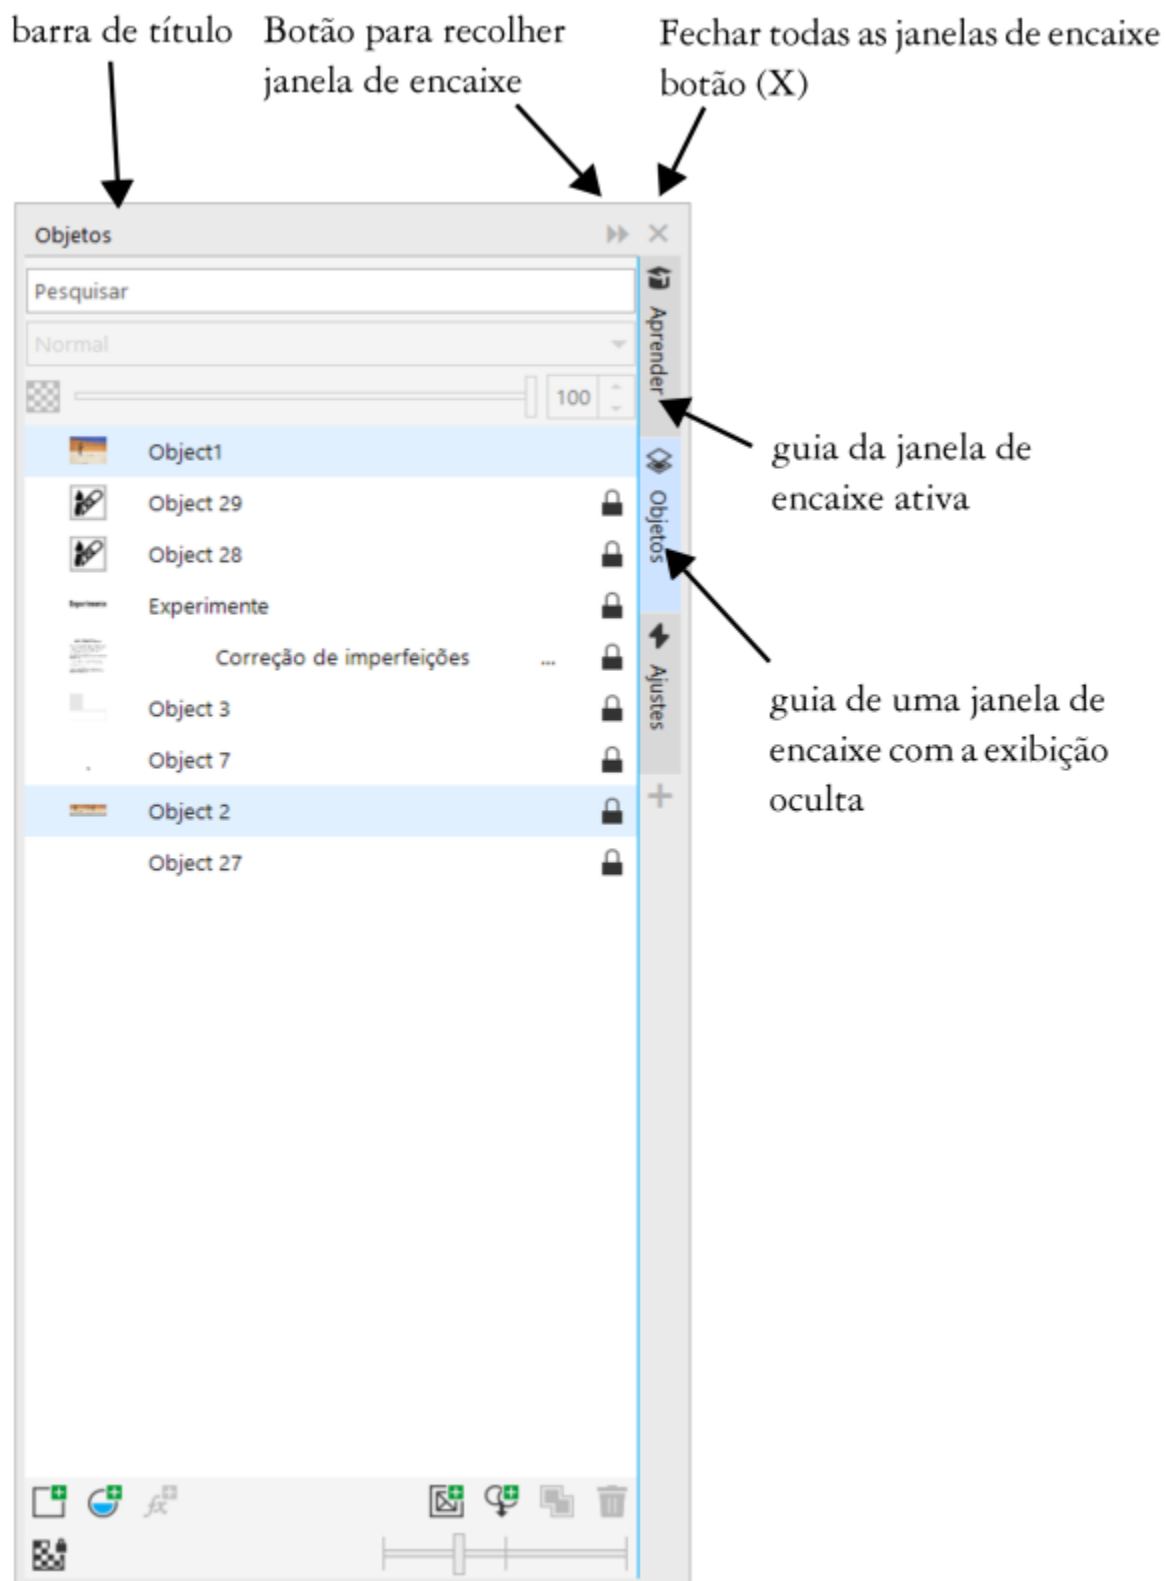 barra de título
Botão para recolher
janela de encaixe
Fechar todas as janelas de encaixe
botão (X)
Objetos
Pesquisar
Normal
100
Aprender
Objetos
Ajustes
Object1
Object 29
Object 28
Experimente
Correção de imperfeições ...
Object 3
Object 7
Object 2
Object 27
guia da janela de
encaixe ativa
guia de uma janela de
encaixe com a exibição
oculta
fx